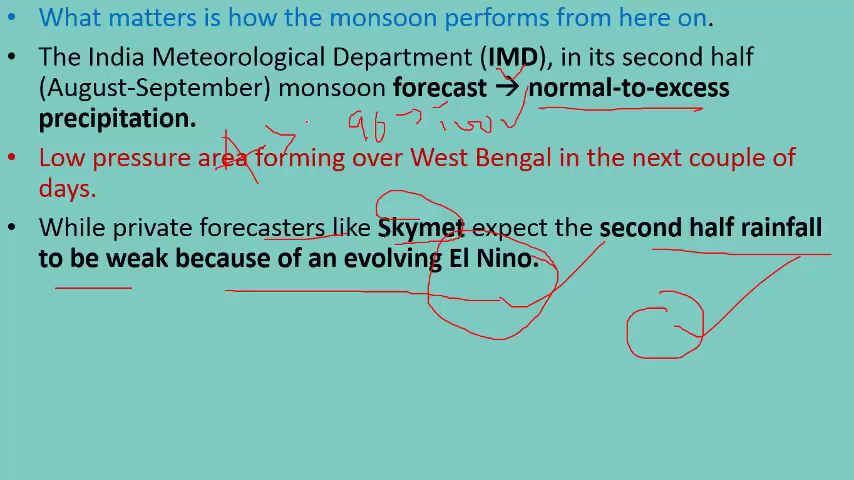 • What matters is how the monsoon performs from here on.
• The India Meteorological Department (IMD), in its second half
(August-September) monsoon forecast → normal-to-excess
precipitation.
96 →
• Low pressure area forming over West Bengal in the next couple of
days.
• While private forecasters like Skymet expect the second half rainfall
to be weak because of an evolving El Nino.